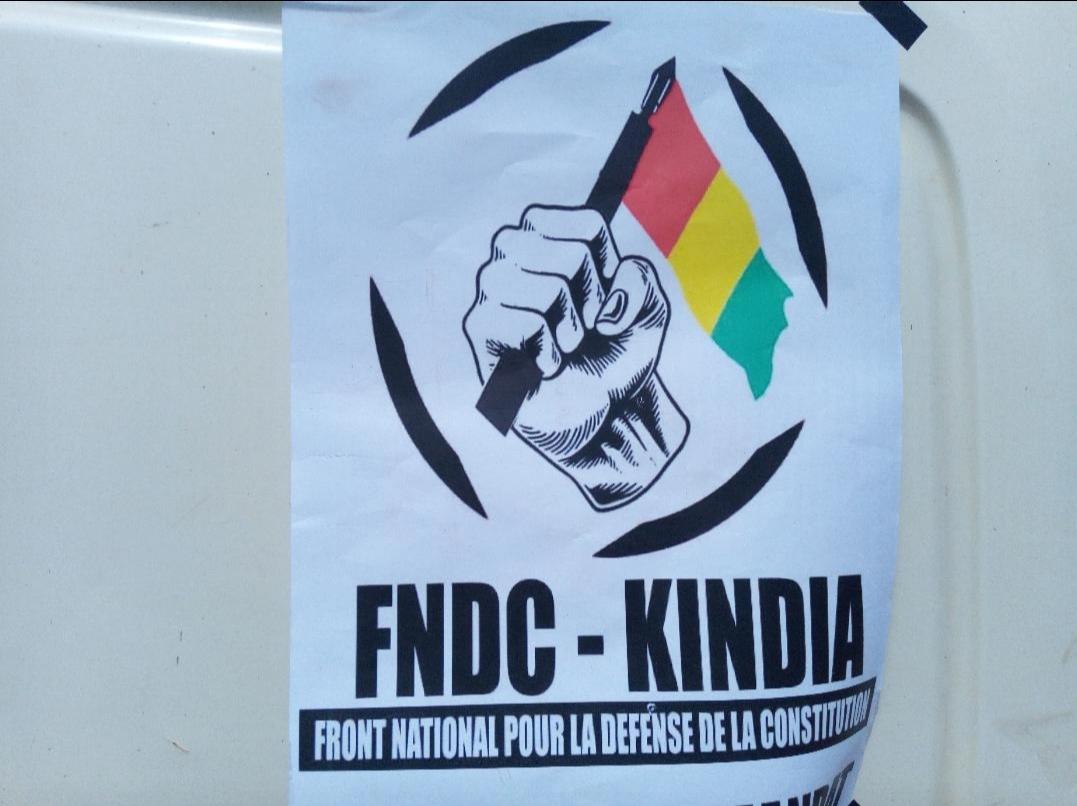 FNDC - KINDIA
FRONT NATIONAL POUR LA DEFENSE DE LA CONSTITUTION